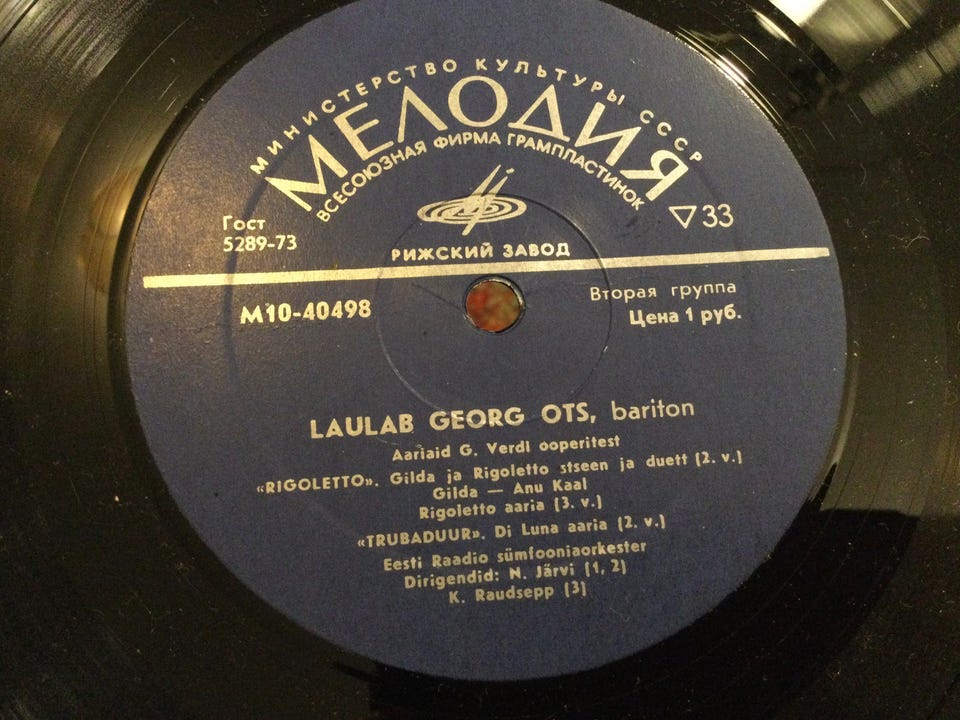 МИНИСТЕРСТВО КУЛЬТУРЫ СССР
МЕЛОДИЯ
ВСЕСОЮЗНАЯ ФИРМА ГРАМПЛАСТИНОК
Гост
5289-73
▽33
РИЖСКИЙ ЗАВОД
М10-40498
Вторая группа
Цена 1 руб.
LAULAB GEORG OTS, bariton
Aariaid G. Verdi ooperitest
«RIGOLETTO». Gilda ja Rigoletto stseen ja duett (2. v.)
Gilda — Anu Kaal
Rigoletto aaria (3. v.)
«TRUBADUUR». Di Luna aaria (2. v.)
Eesti Raadio sümfooniaorkester
Dirigendid: N. Järvi (1, 2)
K. Raudsepp (3)